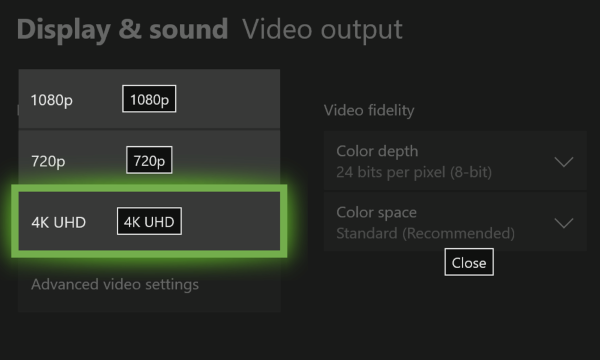 Display & sound Video output
1080p 1080p
720p 720p
4K UHD 4K UHD
Advanced video settings
Video fidelity
Color depth
24 bits per pixel (8-bit)
Color space
Standard (Recommended)
Close